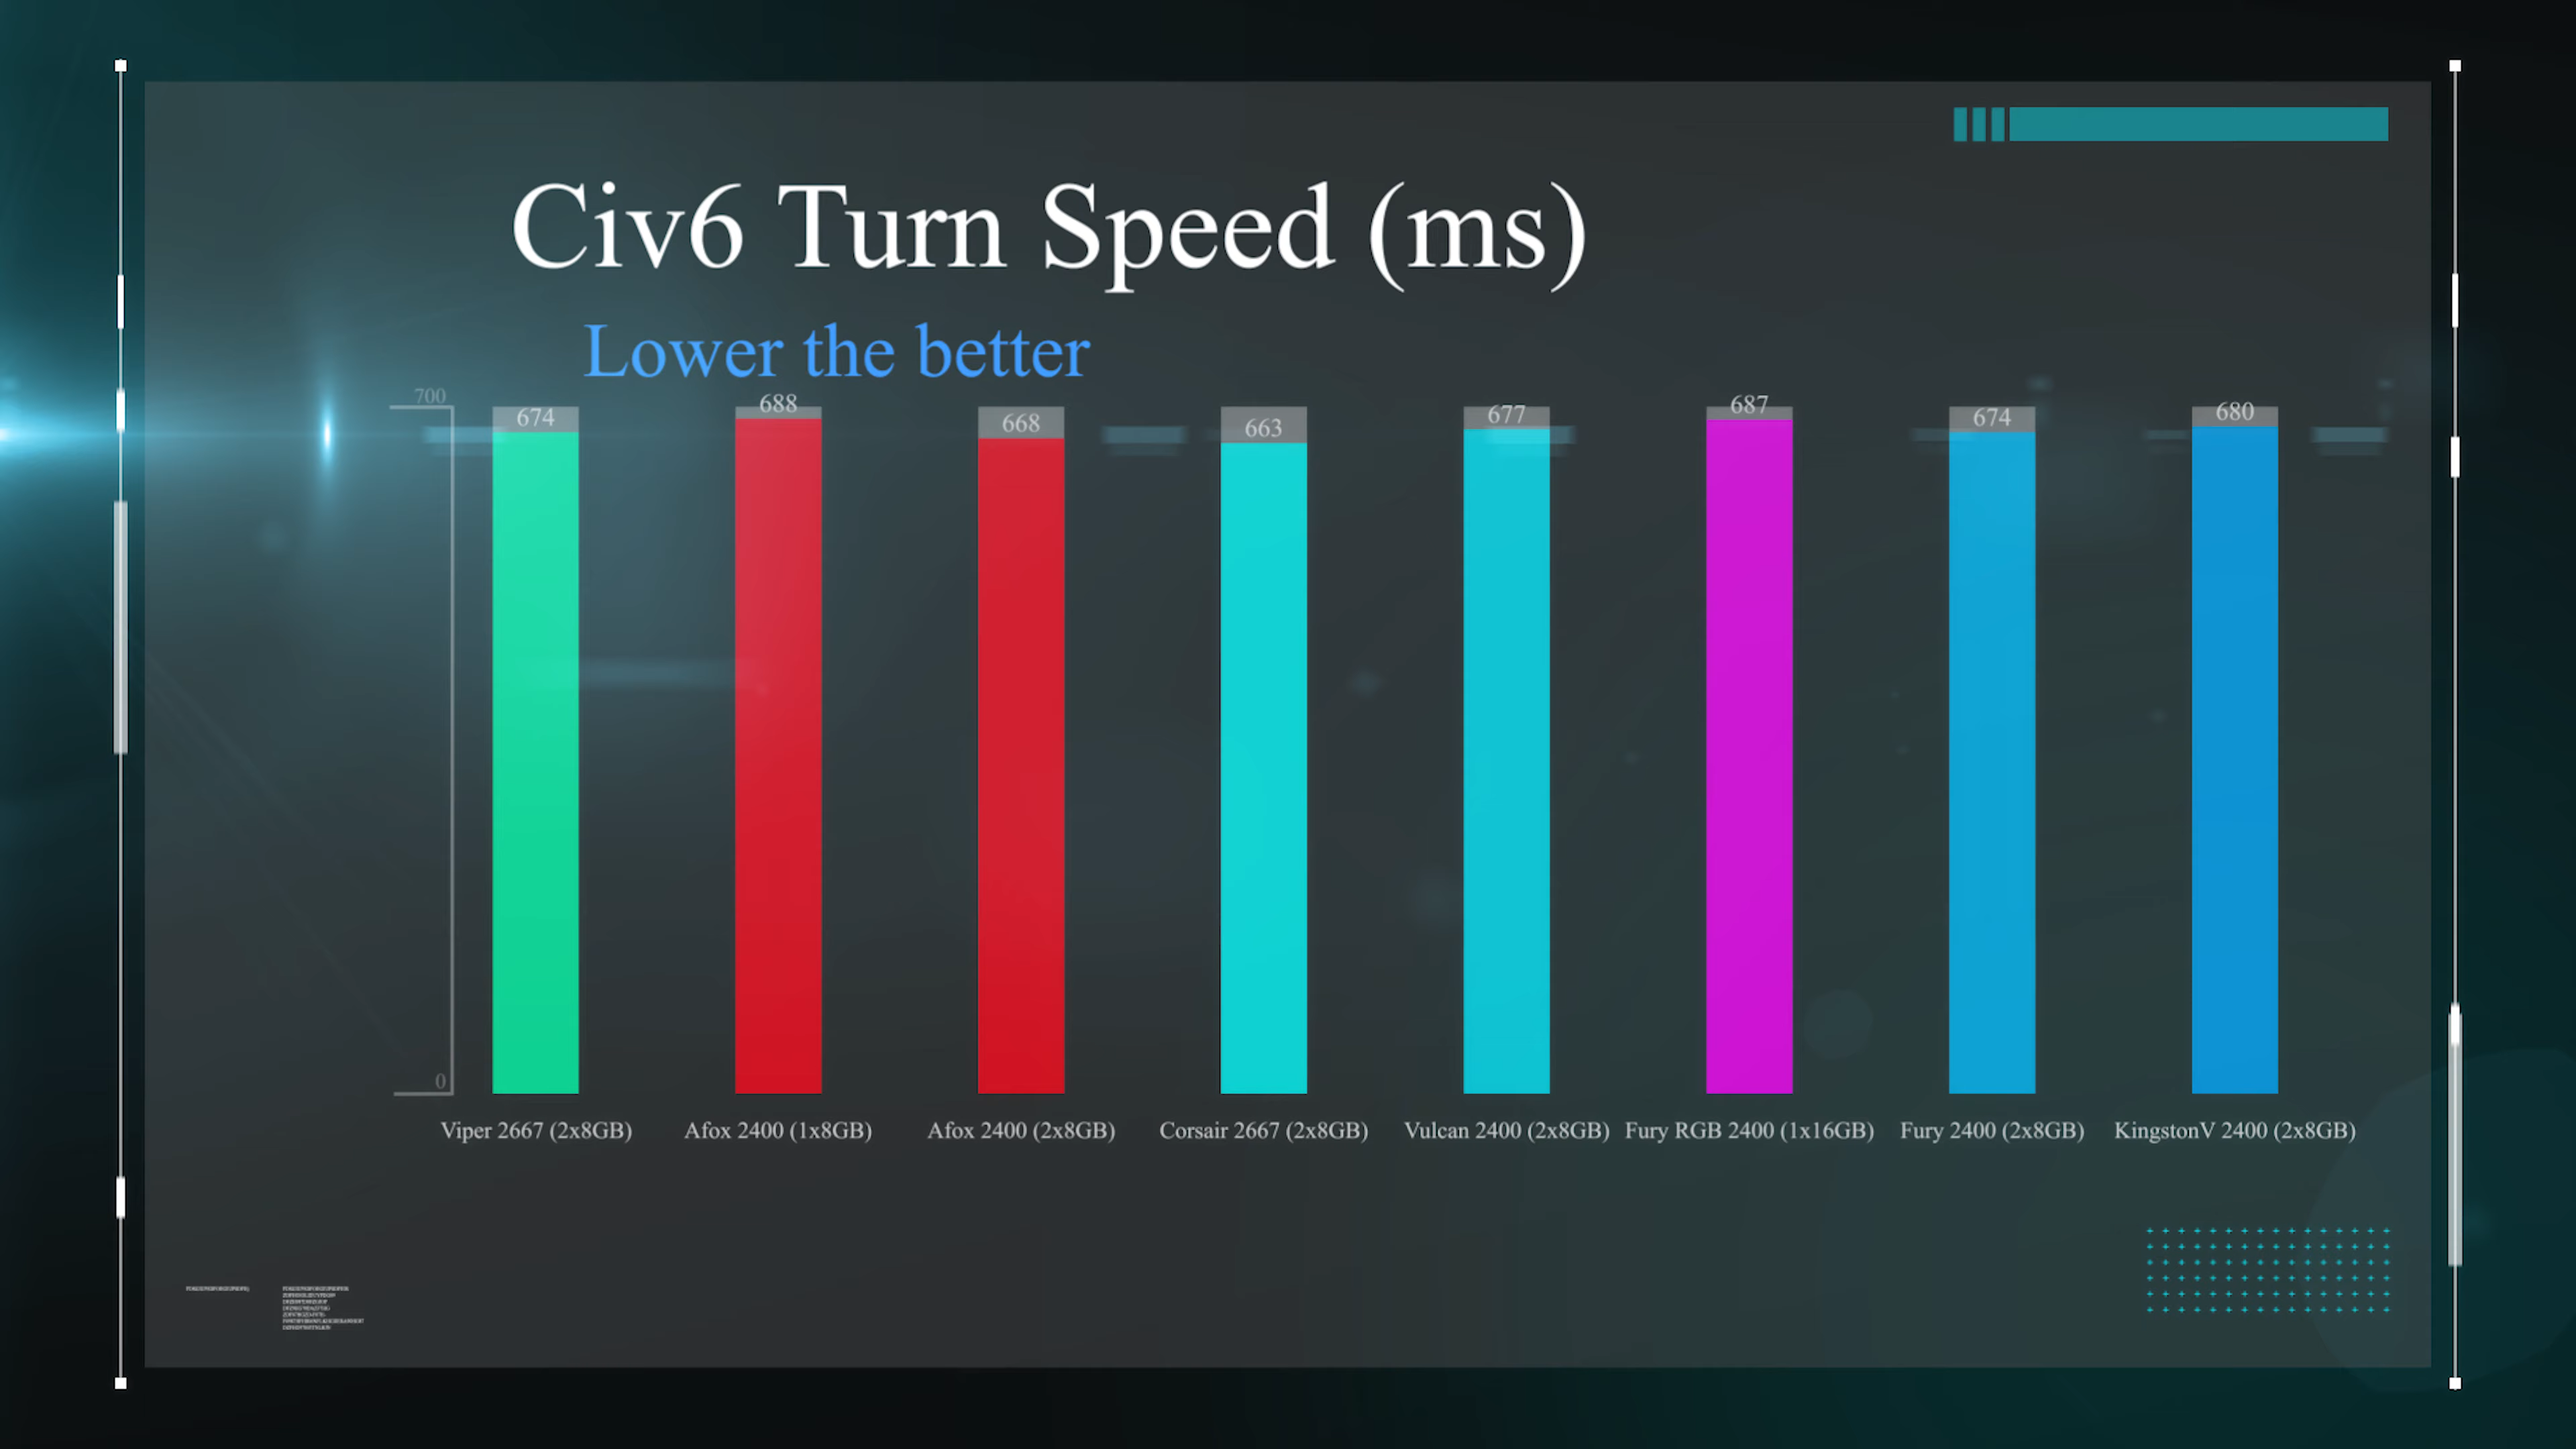 Civ6 Turn Speed (ms)
Lower the better
700
674
688
668
663
677
687
674
680
0
Viper 2667 (2x8GB)
Afox 2400 (1x8GB)
Afox 2400 (2x8GB)
Corsair 2667 (2x8GB)
Vulcan 2400 (2x8GB)
Fury RGB 2400 (1x16GB)
Fury 2400 (2x8GB)
KingstonV 2400 (2x8GB)